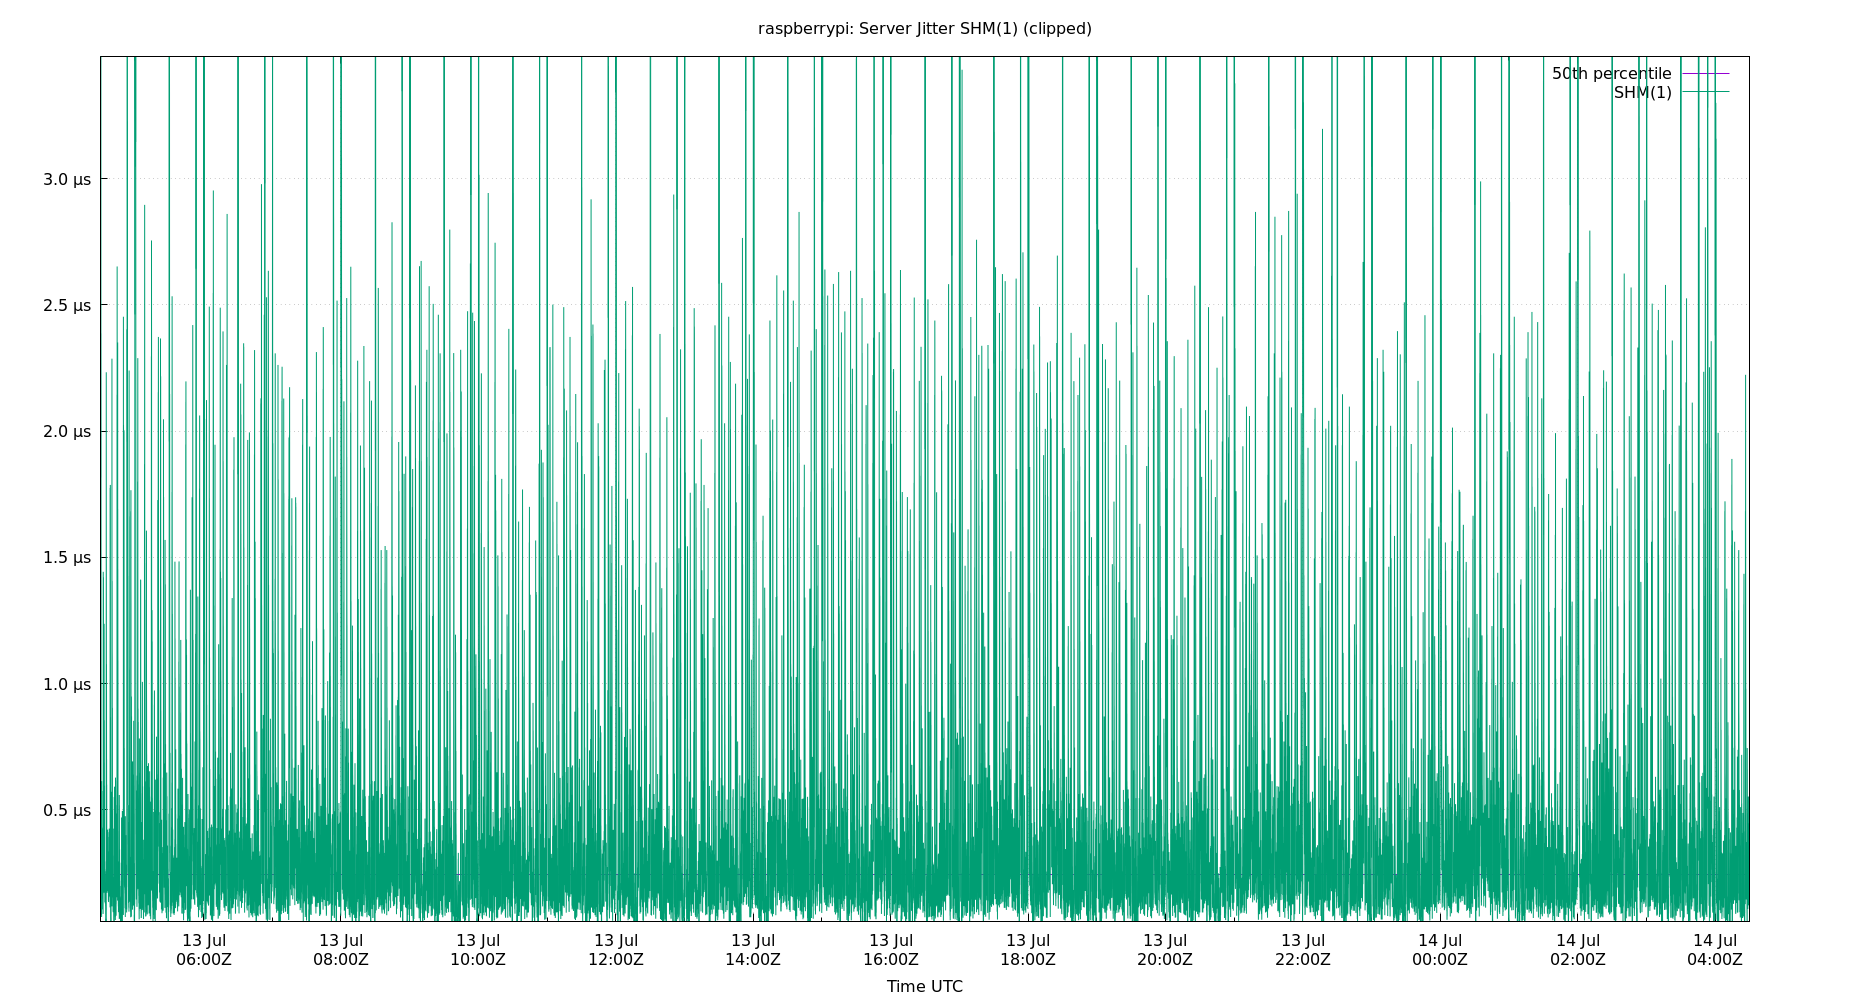 raspberrypi: Server Jitter SHM(1) (clipped)
50th percentile
SHM(1)
3.0 µs
2.5 µs
2.0 µs
1.5 µs
1.0 µs
0.5 µs
13 Jul 13 Jul 13 Jul 13 Jul 13 Jul 13 Jul 13 Jul 13 Jul 13 Jul 14 Jul 14 Jul 14 Jul
06:00Z 08:00Z 10:00Z 12:00Z 14:00Z 16:00Z 18:00Z 20:00Z 22:00Z 00:00Z 02:00Z 04:00Z
Time UTC